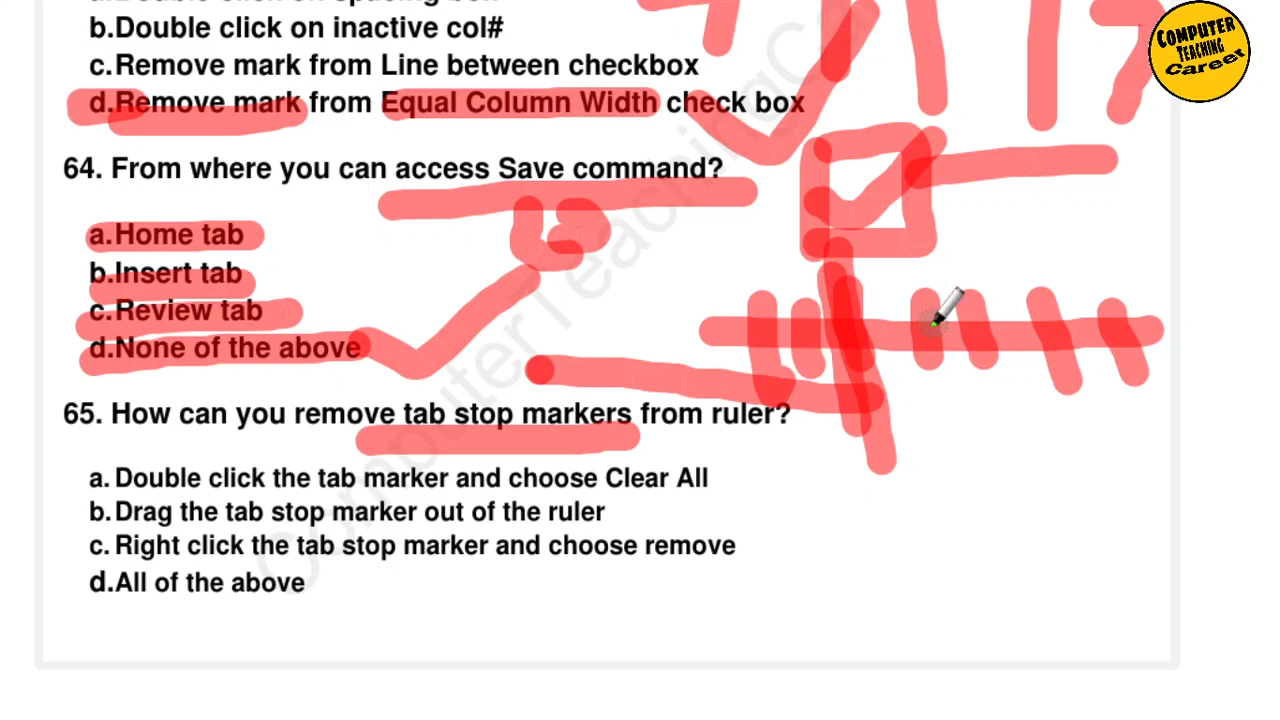 b.Double click on inactive col#
c.Remove mark from Line between checkbox
d.Remove mark from Equal Column Width check box
64. From where you can access Save command?
a.Home tab
b.Insert tab
c.Review tab
d.None of the above
65. How can you remove tab stop markers from ruler?
a. Double click the tab marker and choose Clear All
b.Drag the tab stop marker out of the ruler
c. Right click the tab stop marker and choose remove
d.All of the above
COMPUTER
TEACHING
Career
ComputerTeachingCa